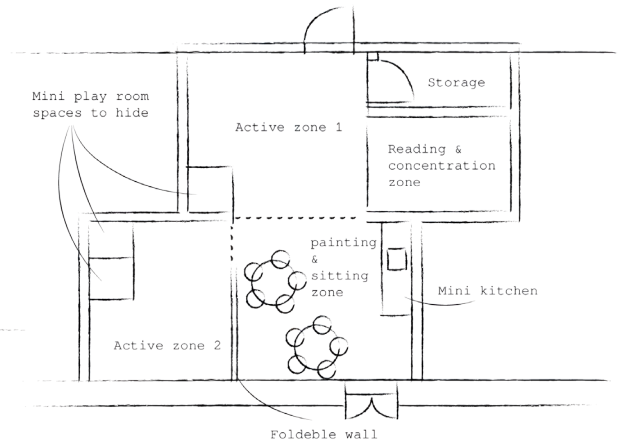 Storage
Mini play room
spaces to hide
Active zone 1
Reading &
concentration
zone
painting
&
sitting
zone
Mini kitchen
Active zone 2
Foldeble wall